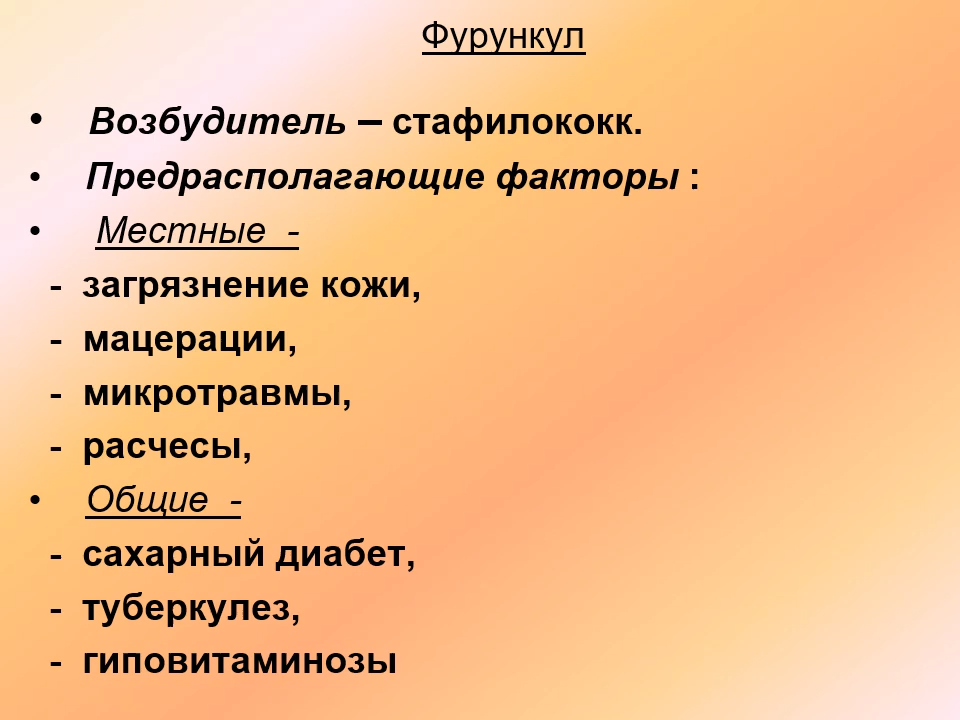 Фурункул
• Возбудитель – стафилококк.
• Предрасполагающие факторы :
• Местные -
- загрязнение кожи,
- мацерации,
- микротравмы,
- расчесы,
• Общие -
- сахарный диабет,
- туберкулез,
- гиповитаминозы